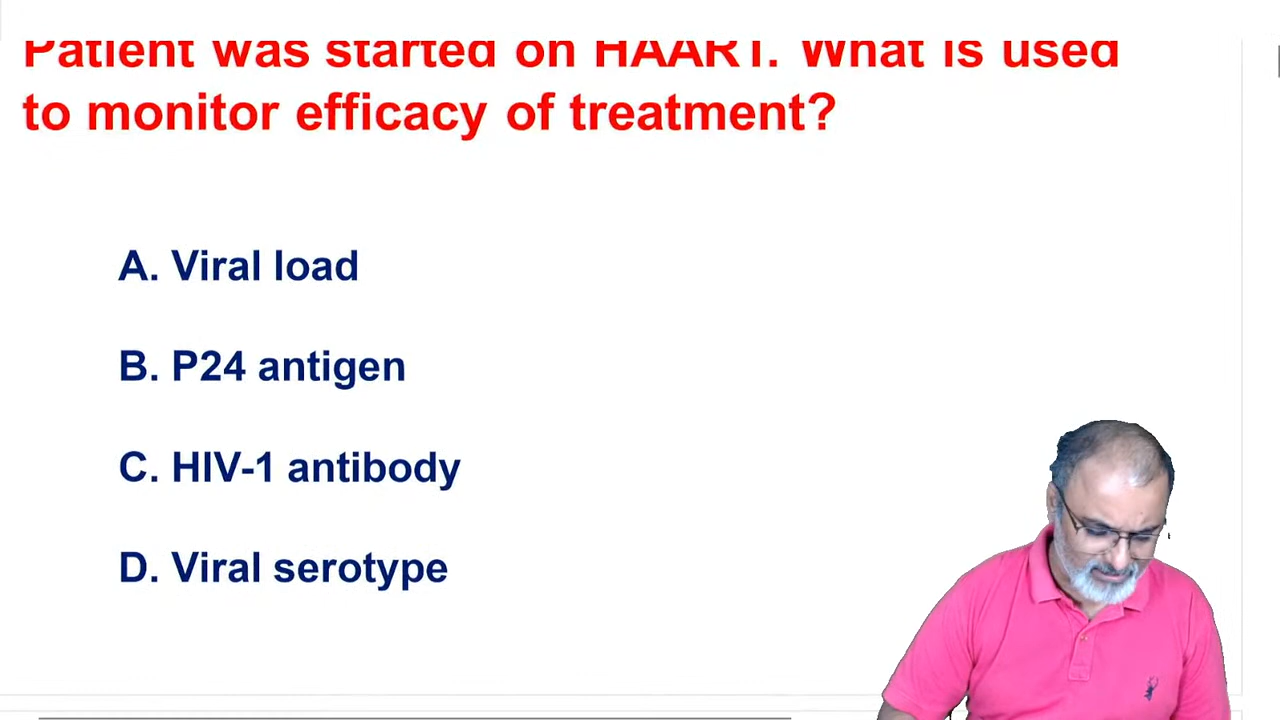 Patient was started on HAART. What is used
to monitor efficacy of treatment?
A. Viral load
B. P24 antigen
C. HIV-1 antibody
D. Viral serotype